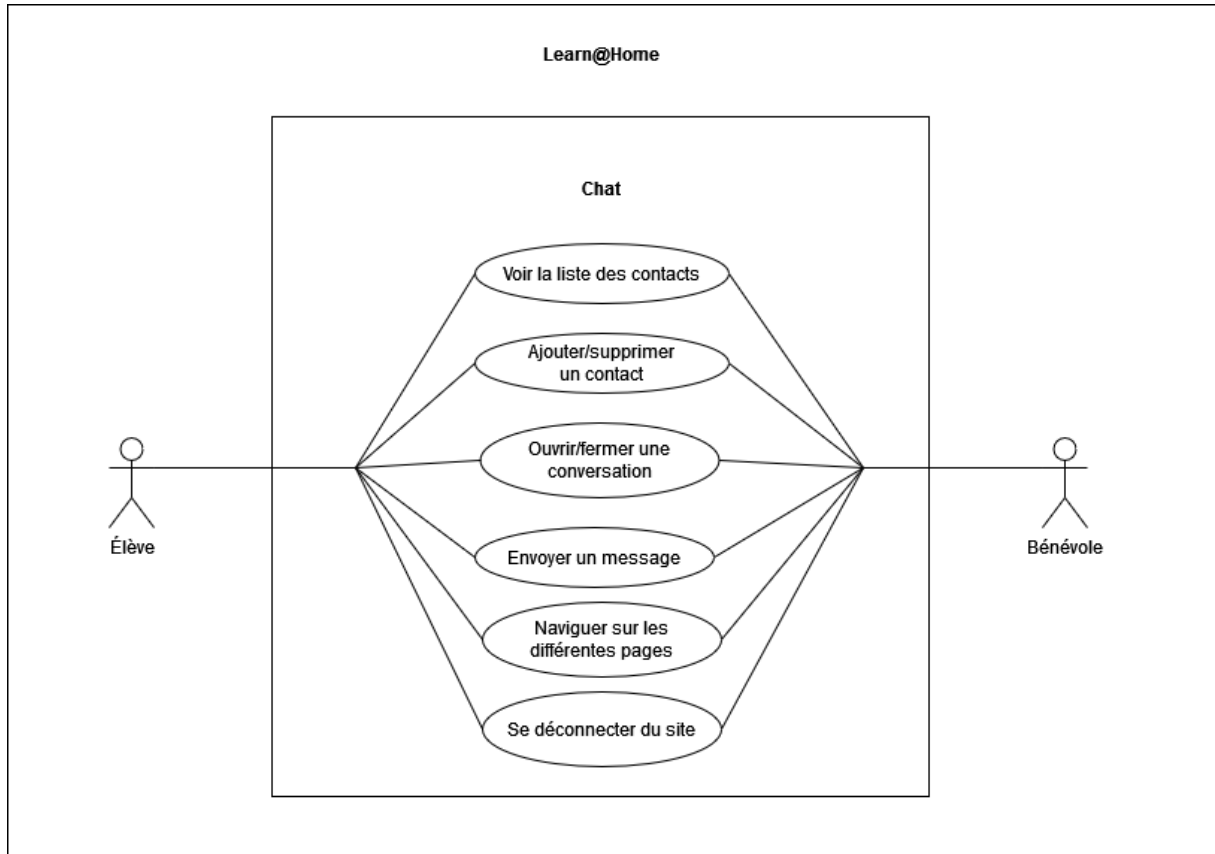 Learn@Home
Chat
Voir la liste des contacts
Ajouter/supprimer
un contact
Ouvrir/fermer une
conversation
Élève
Bénévole
Envoyer un message
Naviguer sur les
différentes pages
Se déconnecter du site